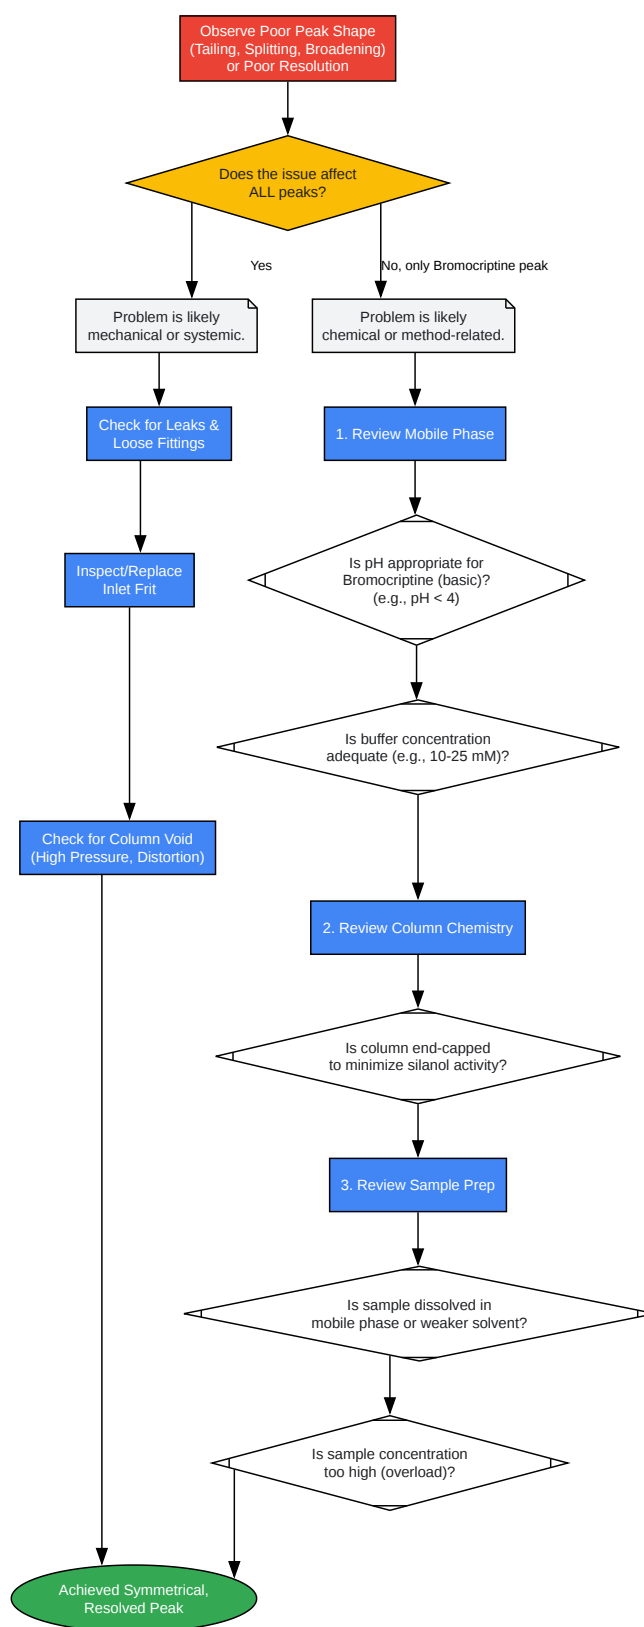 Observe Poor Peak Shape
(Tailing, Splitting, Broadening)
or Poor Resolution
Does the issue affect
ALL peaks?
Yes
No, only Bromocriptine peak
Problem is likely
mechanical or systemic.
Problem is likely
chemical or method-related.
Check for Leaks &
Loose Fittings
1. Review Mobile Phase
Inspect/Replace
Inlet Frit
Is pH appropriate for
Bromocriptine (basic)?
(e.g., pH < 4)
Is buffer concentration
adequate (e.g., 10-25 mM)?
Check for Column Void
(High Pressure, Distortion)
2. Review Column Chemistry
Is column end-capped
to minimize silanol activity?
3. Review Sample Prep
Is sample dissolved in
mobile phase or weaker solvent?
Is sample concentration
too high (overload)?
Achieved Symmetrical,
Resolved Peak